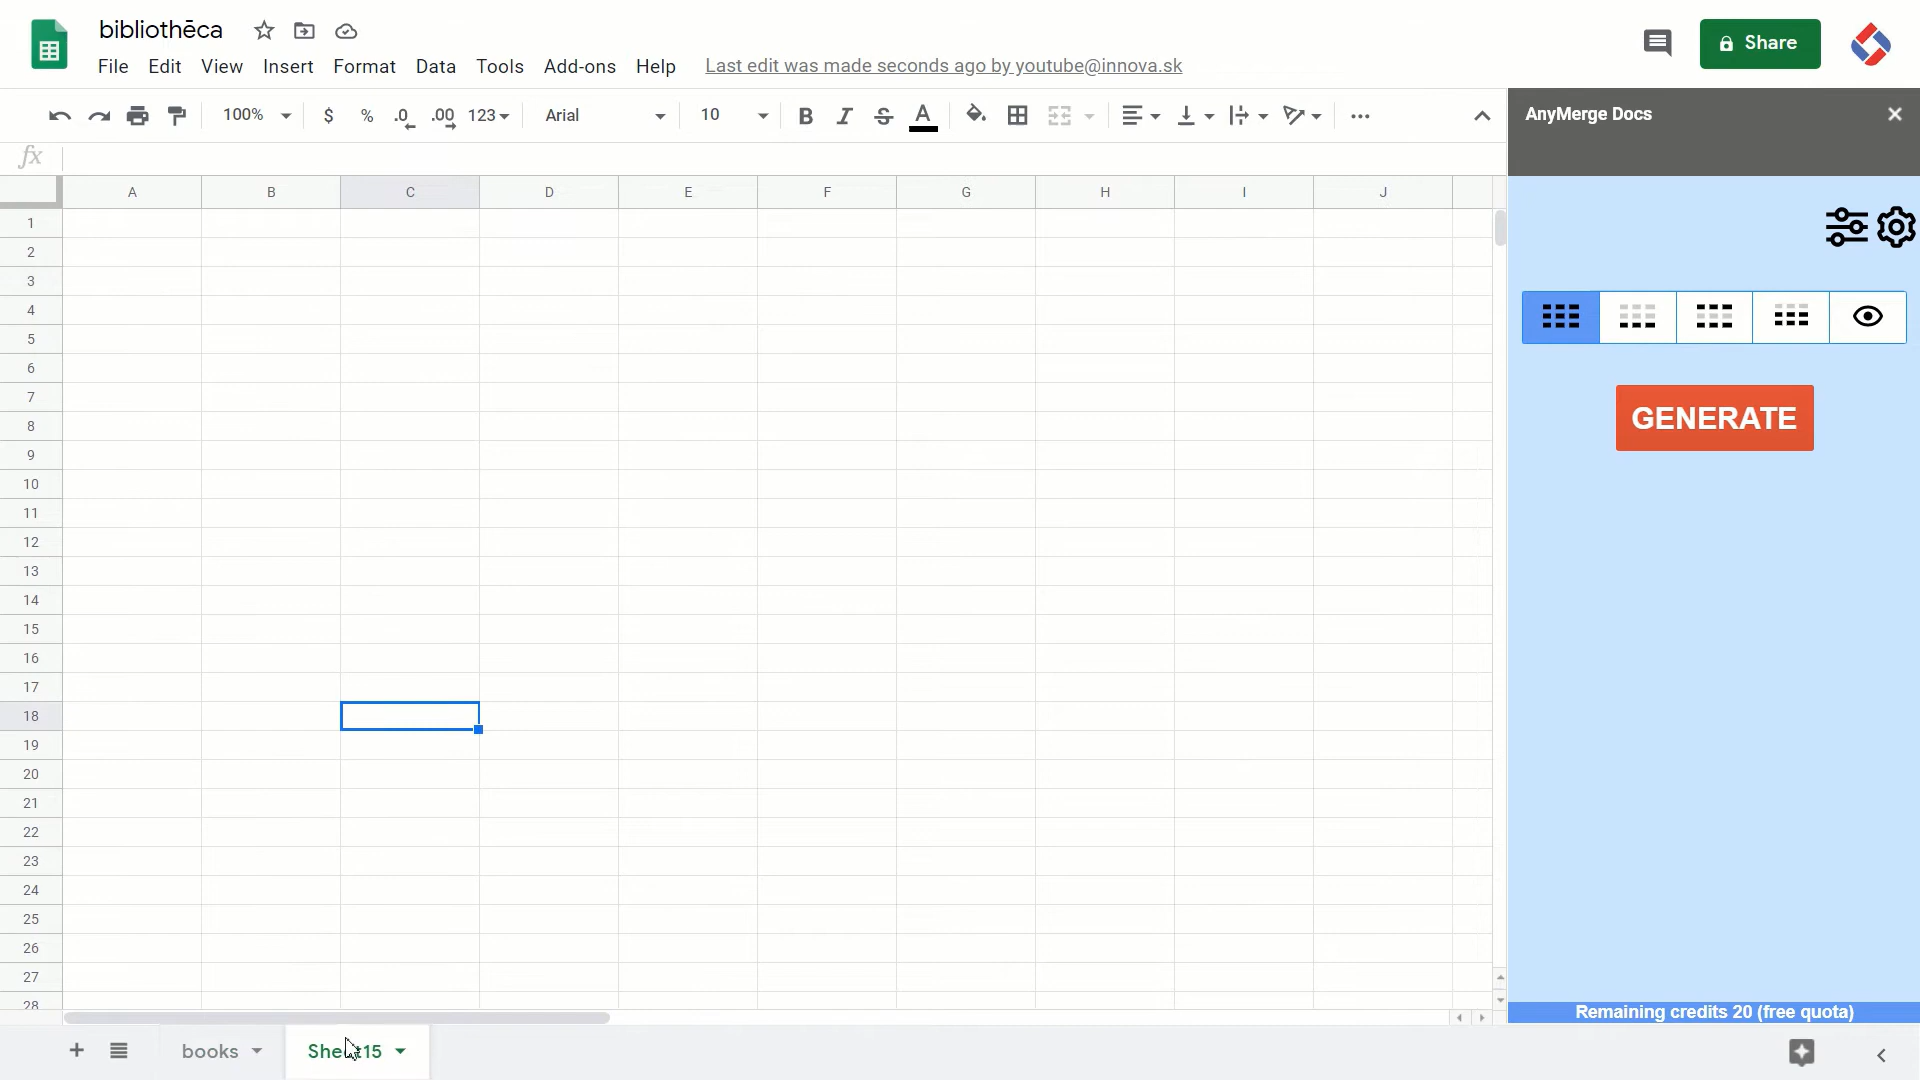 bibliothēca
File Edit View Insert Format Data Tools Add-ons Help Last edit was made seconds ago by youtube@innova.sk
Share
100% $ % .0 .00 123 Arial 10 B I S A
AnyMerge Docs
fx
A B C D E F G H I J
1
2
3
4
5
6
7
8
9
10
11
12
13
14
15
16
17
18
19
20
21
22
23
24
25
26
27
28
GENERATE
Remaining credits 20 (free quota)
books Sheet15